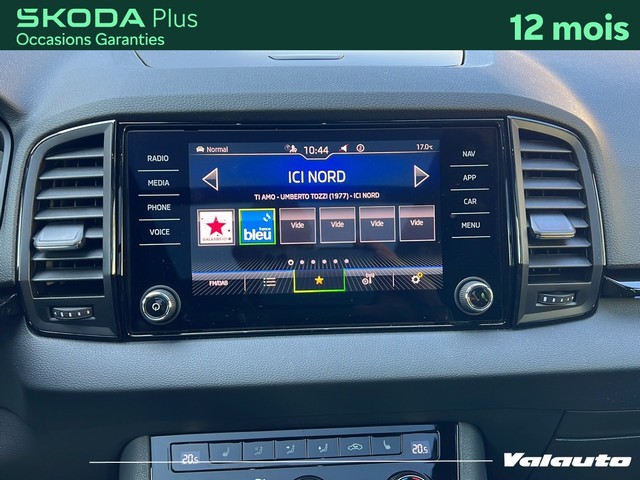 ŠKODA Plus
Occasions Garanties
12 mois
Normal
10:44
17.0°C
RADIO
MEDIA
PHONE
VOICE
ICI NORD
TI AMO - UMBERTO TOZZI (1977) - ICI NORD
france
bleu
Vide
Vide
Vide
Vide
FM/DAB
NAV
APP
CAR
MENU
20.5
20.5
Valauto